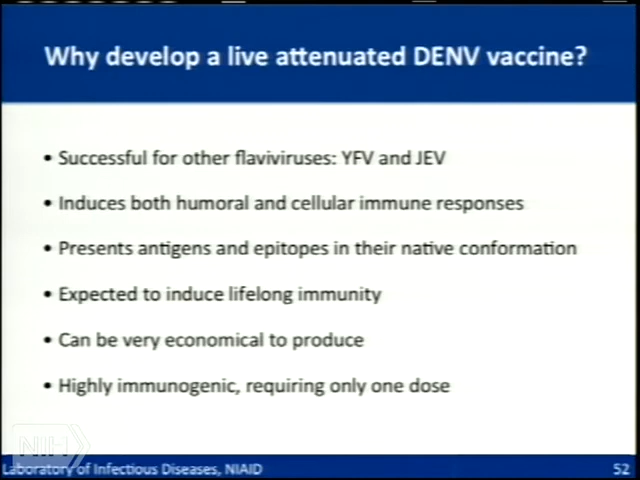 Why develop a live attenuated DENV vaccine?
• Successful for other flaviviruses: YFV and JEV
• Induces both humoral and cellular immune responses
• Presents antigens and epitopes in their native conformation
• Expected to induce lifelong immunity
• Can be very economical to produce
• Highly immunogenic, requiring only one dose
NIH
Laboratory of Infectious Diseases, NIAID
52